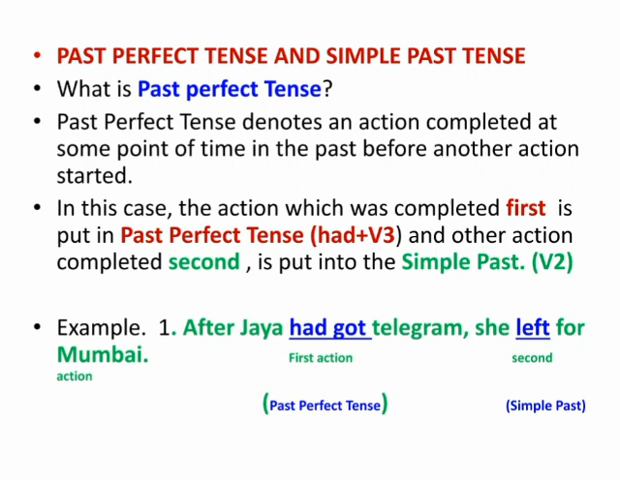 • PAST PERFECT TENSE AND SIMPLE PAST TENSE
• What is Past perfect Tense?
• Past Perfect Tense denotes an action completed at
some point of time in the past before another action
started.
• In this case, the action which was completed first is
put in Past Perfect Tense (had+V3) and other action
completed second , is put into the Simple Past. (V2)
• Example. 1. After Jaya had got telegram, she left for
Mumbai. First action second
action
(Past Perfect Tense) (Simple Past)